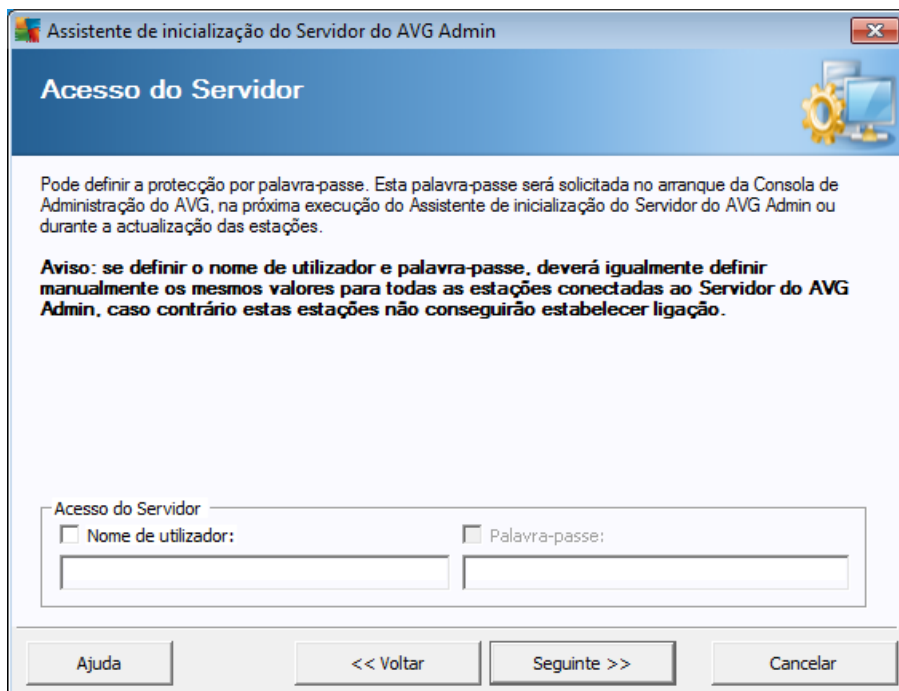 Assistente de inicialização do Servidor do AVG Admin
Acesso do Servidor
Pode definir a protecção por palavra-passe. Esta palavra-passe será solicitada no arranque da Consola de
Administração do AVG, na próxima execução do Assistente de inicialização do Servidor do AVG Admin ou
durante a actualização das estações.
Aviso: se definir o nome de utilizador e palavra-passe, deverá igualmente definir
manualmente os mesmos valores para todas as estações conectadas ao Servidor do AVG
Admin, caso contrário estas estações não conseguirão estabelecer ligação.
Acesso do Servidor
Nome de utilizador:
Palavra-passe:
Ajuda
<< Voltar
Seguinte >>
Cancelar